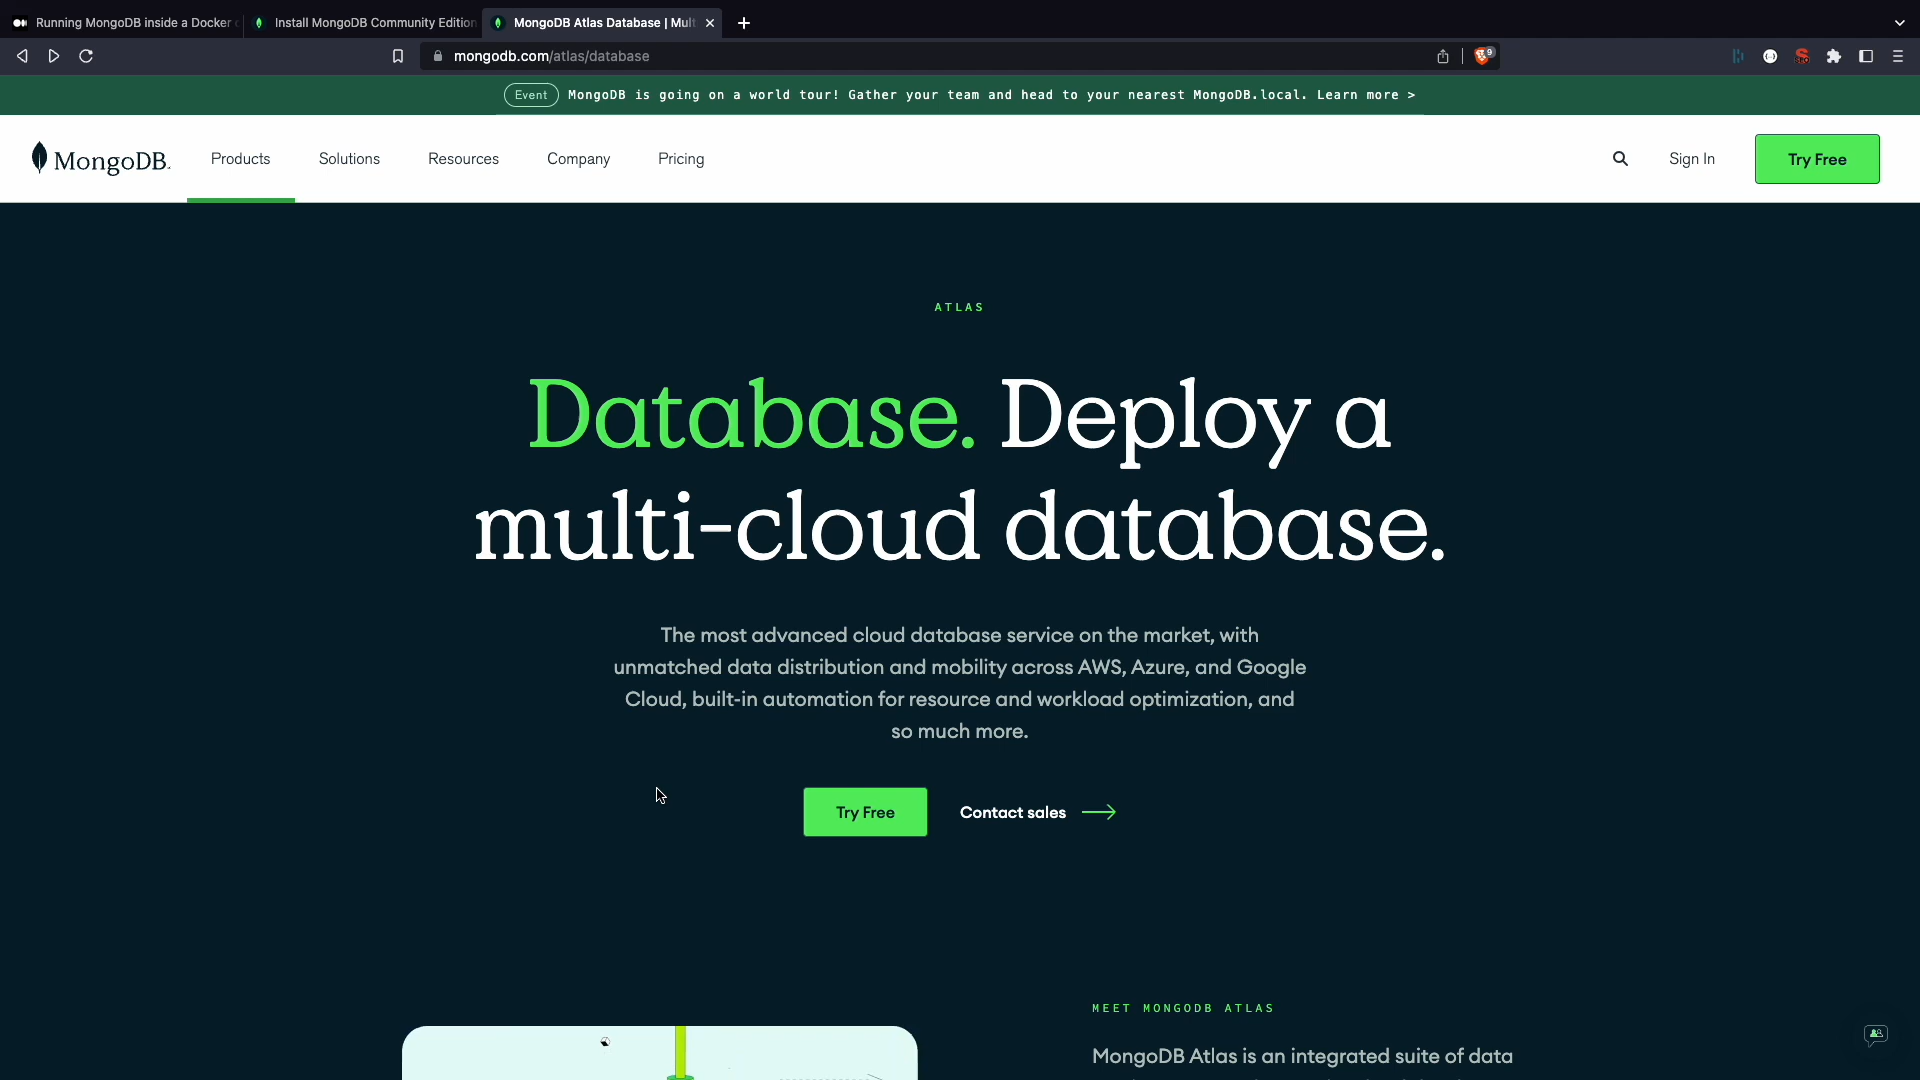 Running MongoDB inside a Docker
Install MongoDB Community Edition
MongoDB Atlas Database | Mult
mongodb.com/atlas/database
9
Event
MongoDB is going on a world tour! Gather your team and head to your nearest MongoDB.local. Learn more >
MongoDB.
Products
Solutions
Resources
Company
Pricing
Sign In
Try Free
ATLAS
Database. Deploy a
multi-cloud database.
The most advanced cloud database service on the market, with
unmatched data distribution and mobility across AWS, Azure, and Google
Cloud, built-in automation for resource and workload optimization, and
so much more.
Try Free
Contact sales
MEET MONGODB ATLAS
MongoDB Atlas is an integrated suite of data